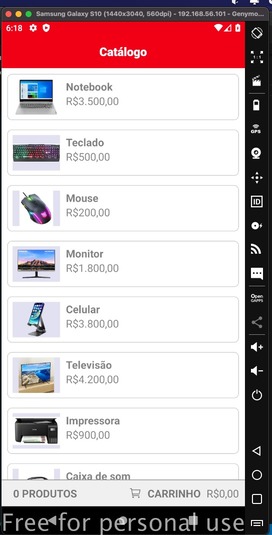 Samsung Galaxy S10 (1440x3040, 560dpi) - 192.168.56.101 - Genymo...
6:18
Catálogo
Notebook
R$3.500,00
Teclado
R$500,00
Mouse
R$200,00
Monitor
R$1.800,00
Celular
R$3.800,00
Televisão
R$4.200,00
Impressora
R$900,00
Caixa de som
0 PRODUTOS CARRINHO R$0,00
Free for personal use
GPS
ID
Open
GAPPS